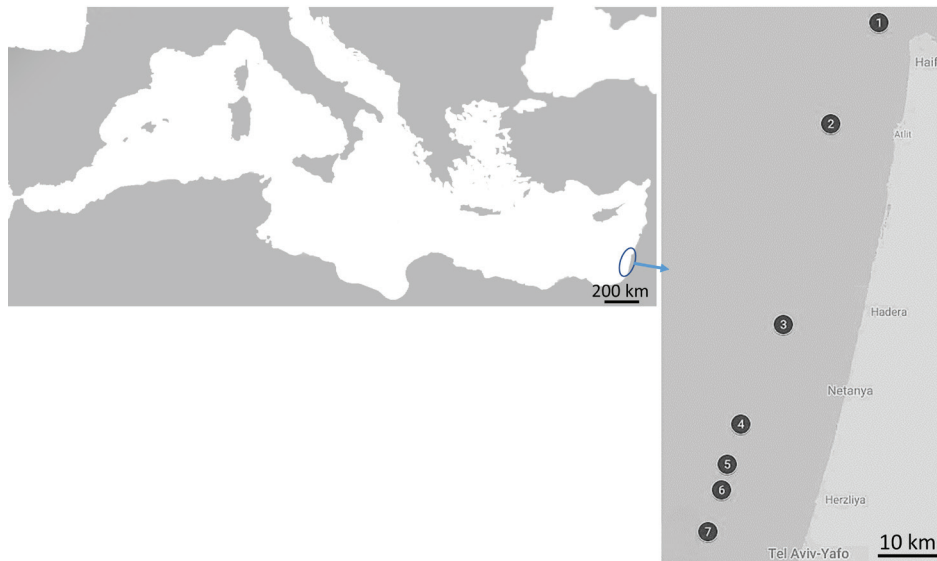 1
Haif
2
Atlit
200 km
3
Hadera
Netanya
4
5
6
Herzliya
7
Tel Aviv-Yafo
10 km